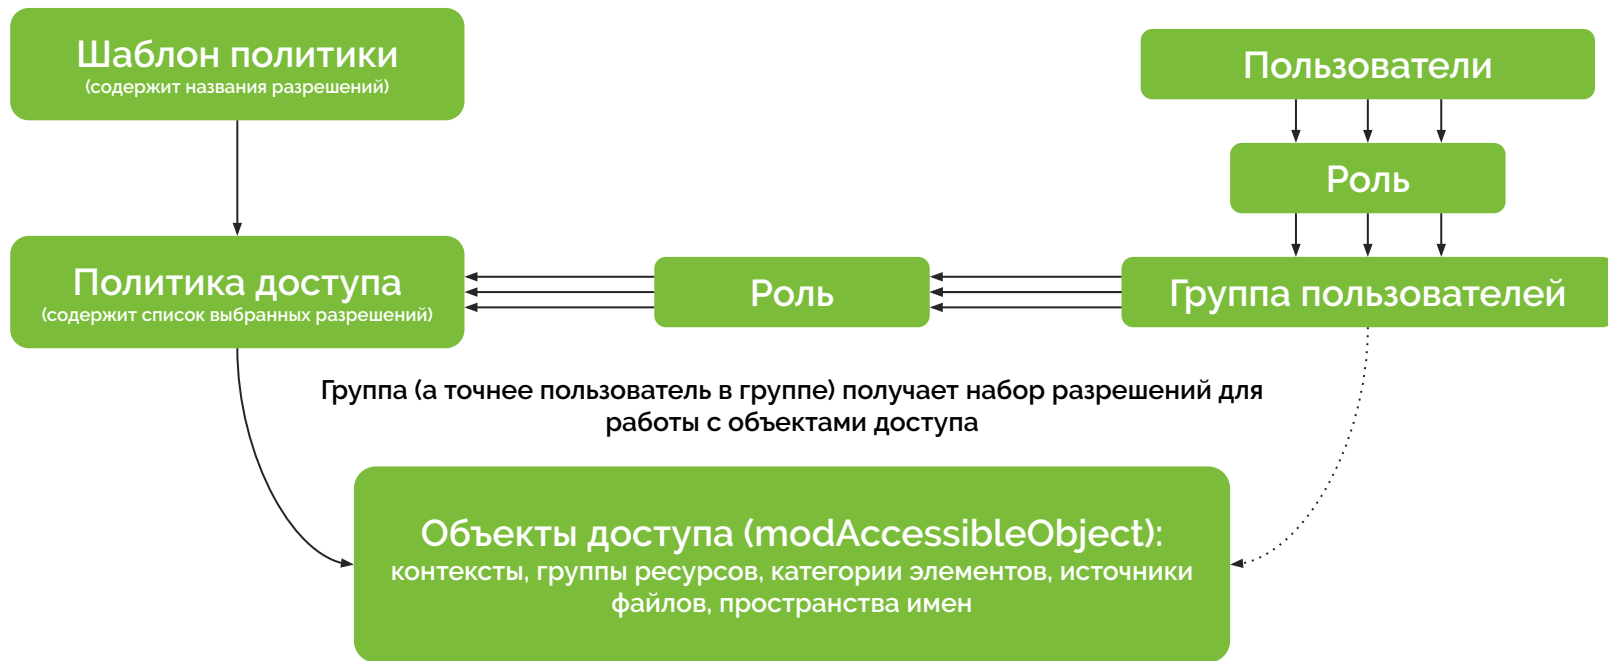 Шаблон политики
(содержит названия разрешений)
Пользователи
Роль
Политика доступа
(содержит список выбранных разрешений)
Роль
Группа пользователей
Группа (а точнее пользователь в группе) получает набор разрешений для
работы с объектами доступа
Объекты доступа (modAccessibleObject):
контексты, группы ресурсов, категории элементов, источники
файлов, пространства имен